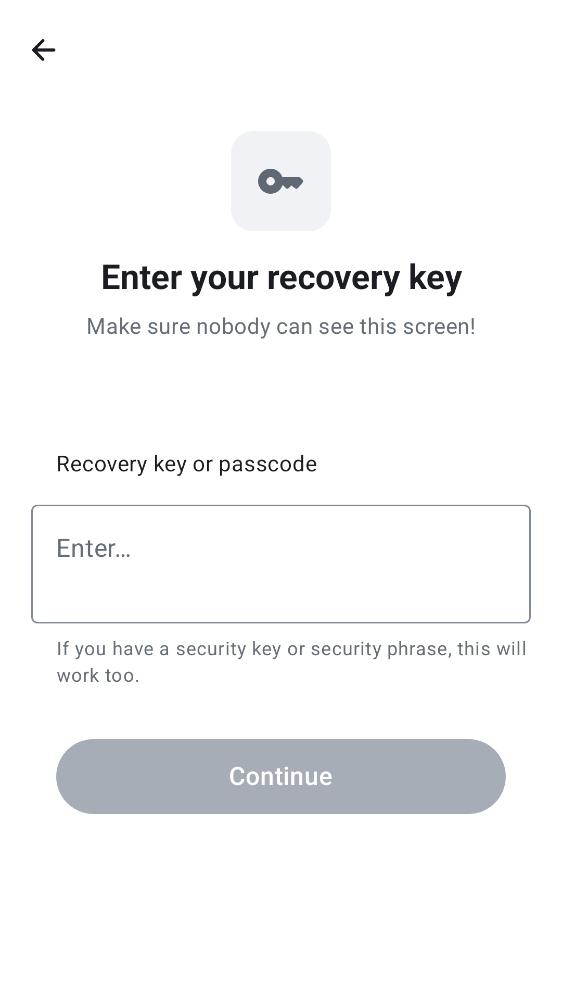 Enter your recovery key
Make sure nobody can see this screen!
Recovery key or passcode
Enter…
If you have a security key or security phrase, this will
work too.
Continue